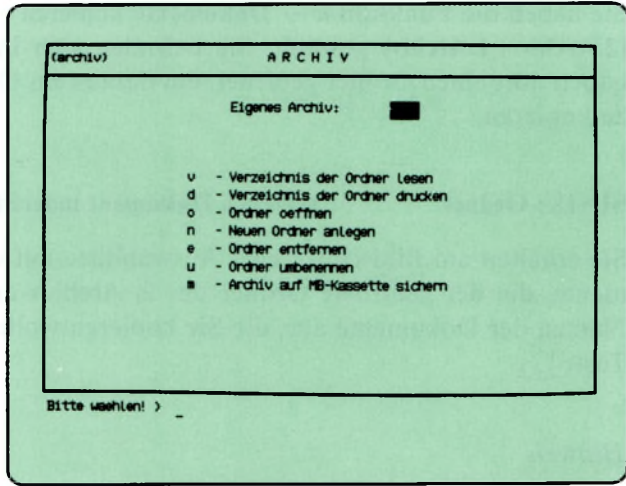 (archiv) A R C H I V
Eigenes Archiv:
v - Verzeichnis der Ordner lesen
d - Verzeichnis der Ordner drucken
o - Ordner oeffnen
n - Neuen Ordner anlegen
e - Ordner entfernen
u - Ordner umbenennen
m - Archiv auf MB-Kassette sichern
Bitte waehlen! > _